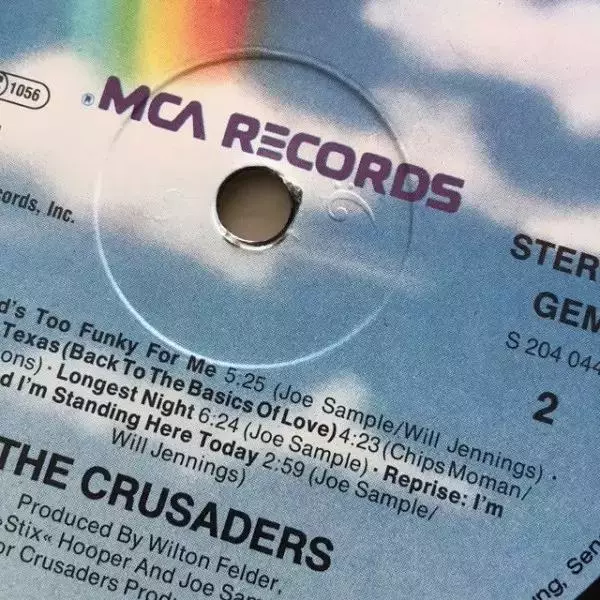 1056
® MCA RECORDS
ords, Inc.
STER
GEM
S 204 044
2
d's Too Funky For Me 5:25 (Joe Sample/Will Jennings) ·
Texas (Back To The Basics Of Love) 4:23 (Chips Moman/
ons) · Longest Night 6:24 (Joe Sample) · Reprise: I'm
d I'm Standing Here Today 2:59 (Joe Sample/
Will Jennings)
THE CRUSADERS
Produced By Wilton Felder,
»Stix« Hooper And Joe Sam
or Crusaders Prod
ng, Sen